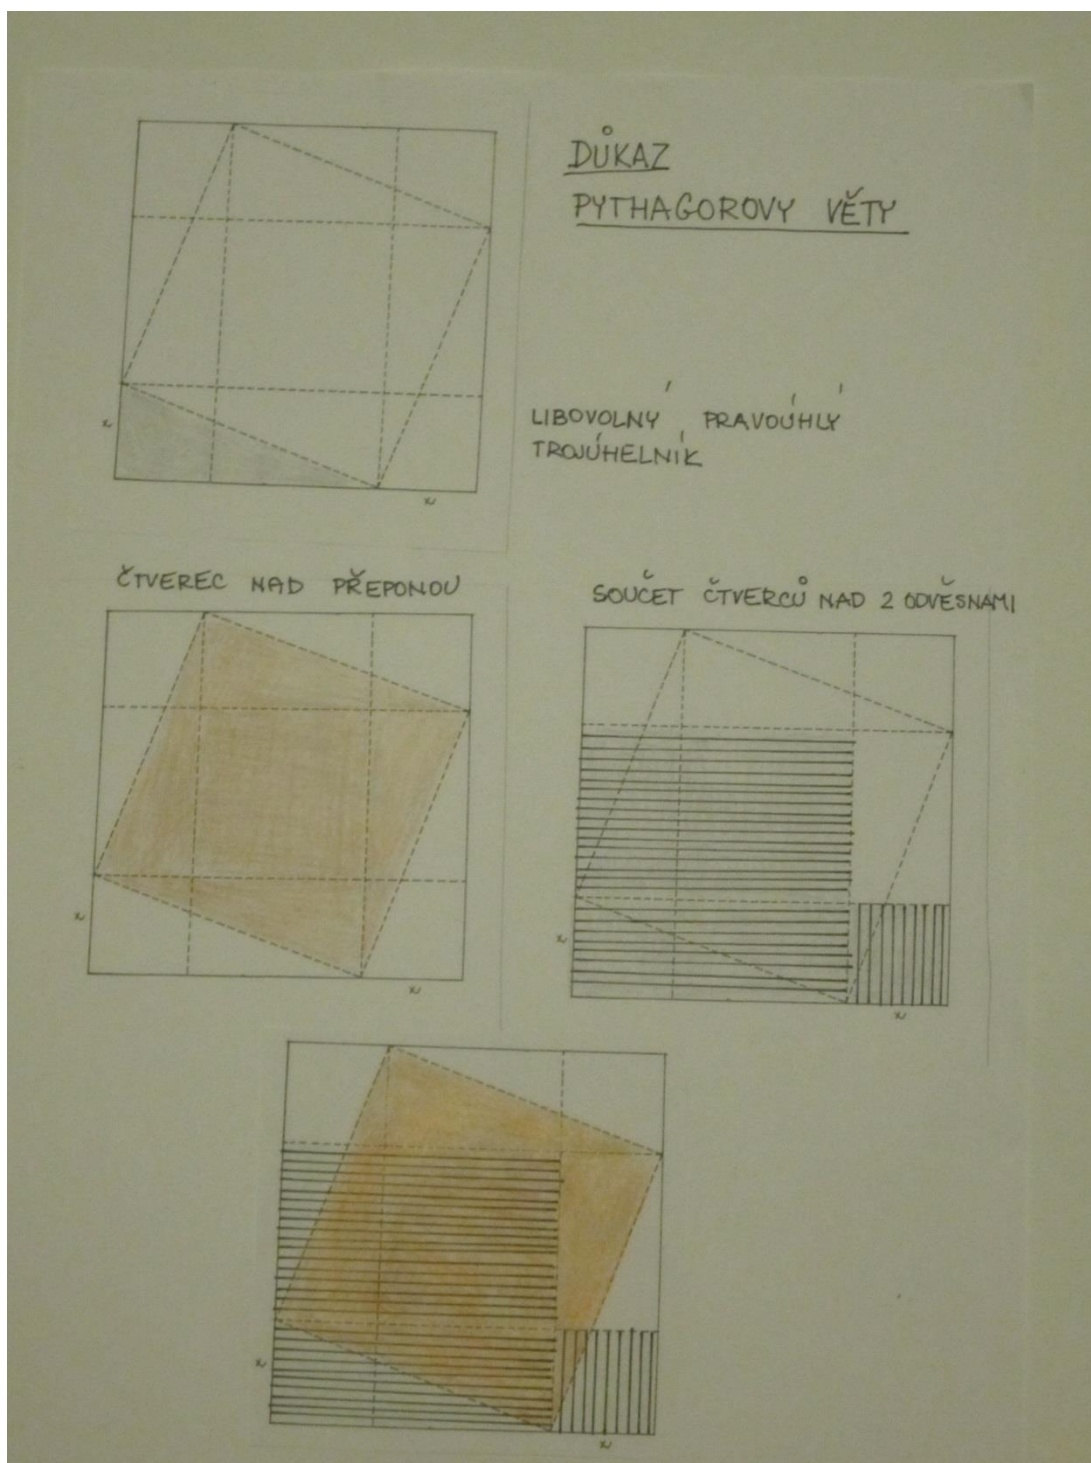 DŮKAZ
PYTHAGOROVY VĚTY
LIBOVOLNÝ PRAVOÚHLÝ
TROJÚHELNÍK
ČTVEREC NAD PŘEPONOU
SOUČET ČTVERCŮ NAD 2 ODVĚSNAMI